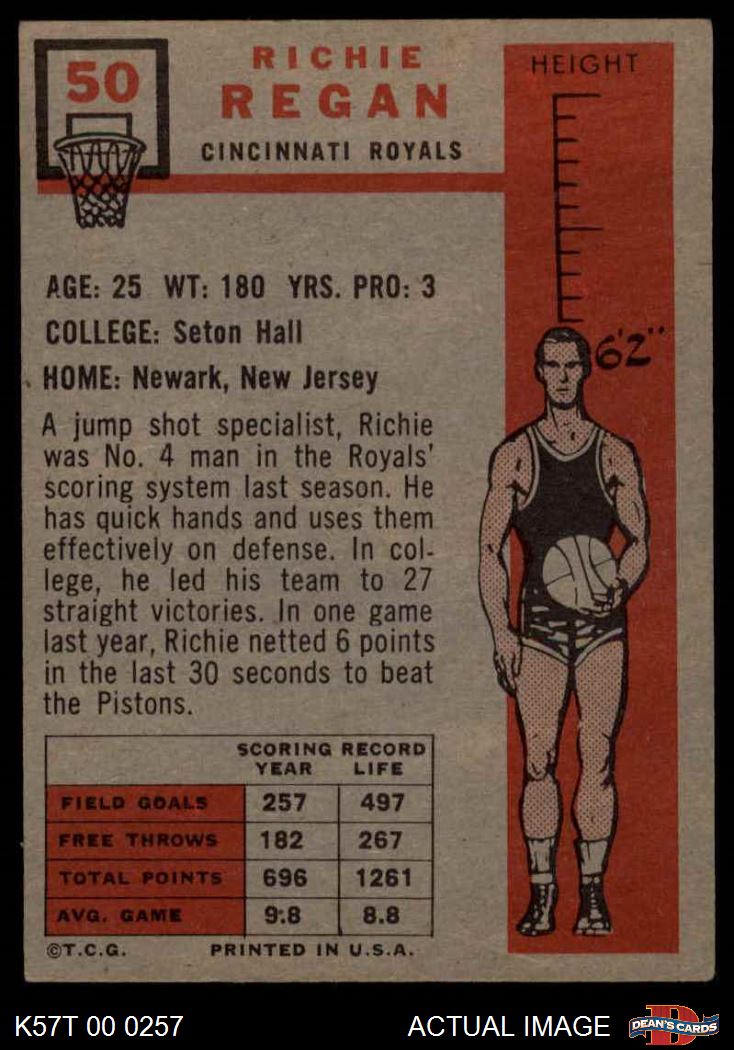 50
RICHIE
REGAN
CINCINNATI ROYALS
HEIGHT
6'2"
AGE: 25 WT: 180 YRS. PRO: 3
COLLEGE: Seton Hall
HOME: Newark, New Jersey
A jump shot specialist, Richie
was No. 4 man in the Royals'
scoring system last season. He
has quick hands and uses them
effectively on defense. In col-
lege, he led his team to 27
straight victories. In one game
last year, Richie netted 6 points
in the last 30 seconds to beat
the Pistons.
SCORING RECORD
YEAR LIFE
FIELD GOALS 257 497
FREE THROWS 182 267
TOTAL POINTS 696 1261
AVG. GAME 9.8 8.8
©T.C.G. PRINTED IN U.S.A.
K57T 00 0257 ACTUAL IMAGE
D
DEAN'S CARDS